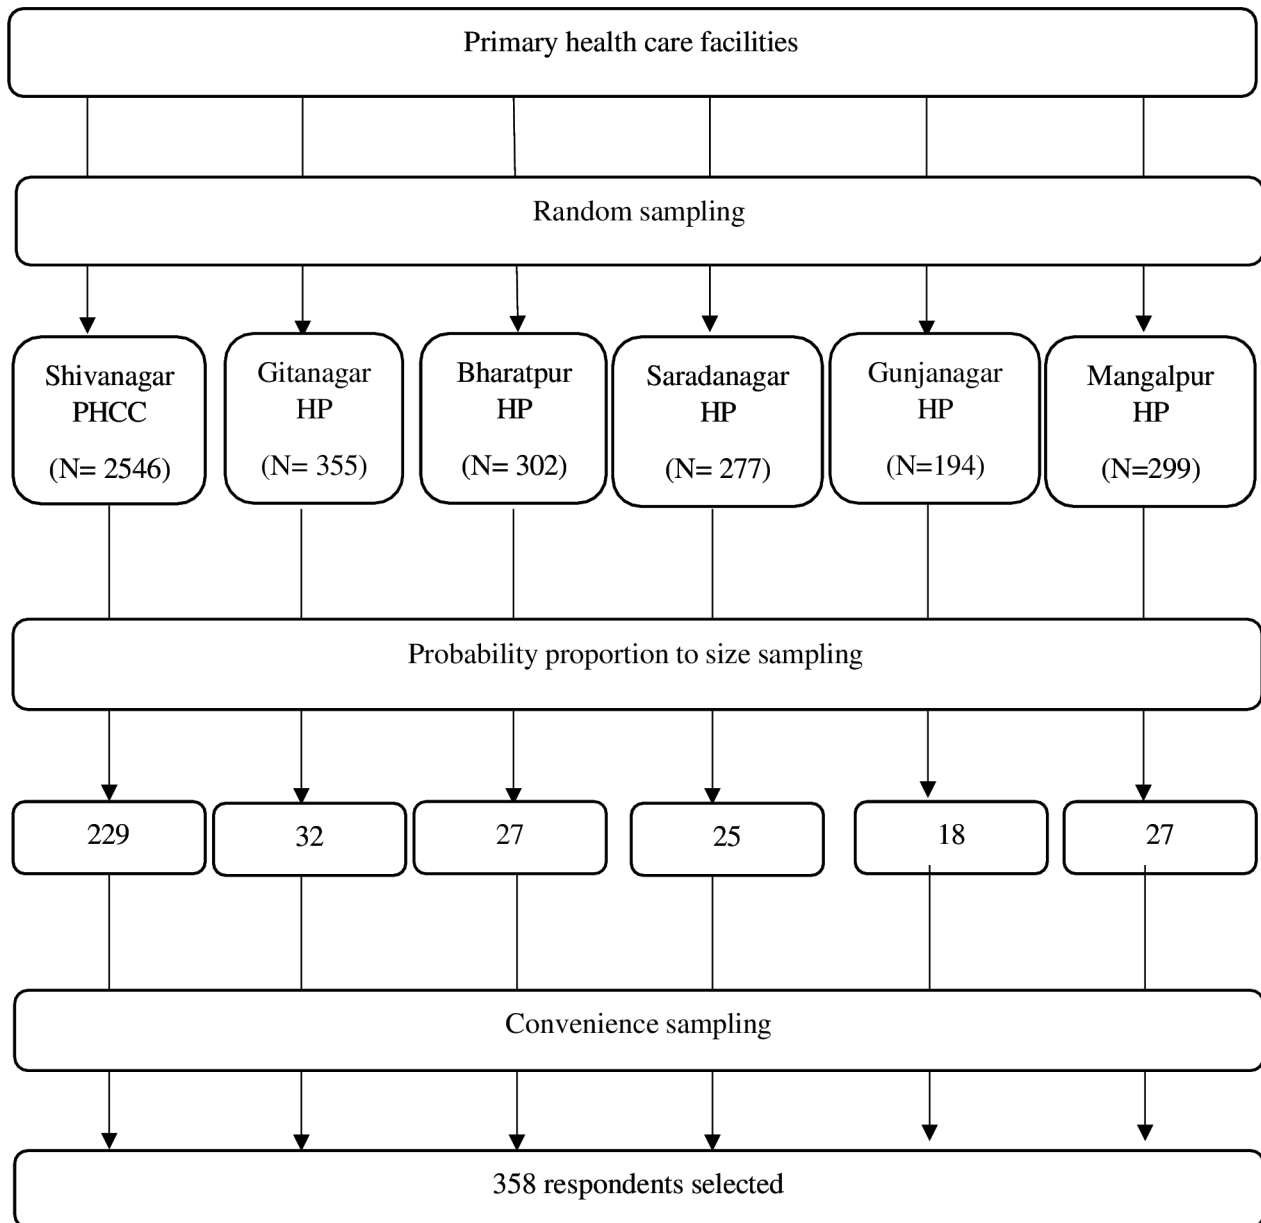 Primary health care facilities
Random sampling
Shivanagar
PHCC
(N= 2546)
Gitanagar
HP
(N= 355)
Bharatpur
HP
(N= 302)
Saradanagar
HP
(N= 277)
Gunjanagar
HP
(N=194)
Mangalpur
HP
(N=299)
Probability proportion to size sampling
229
32
27
25
18
27
Convenience sampling
358 respondents selected